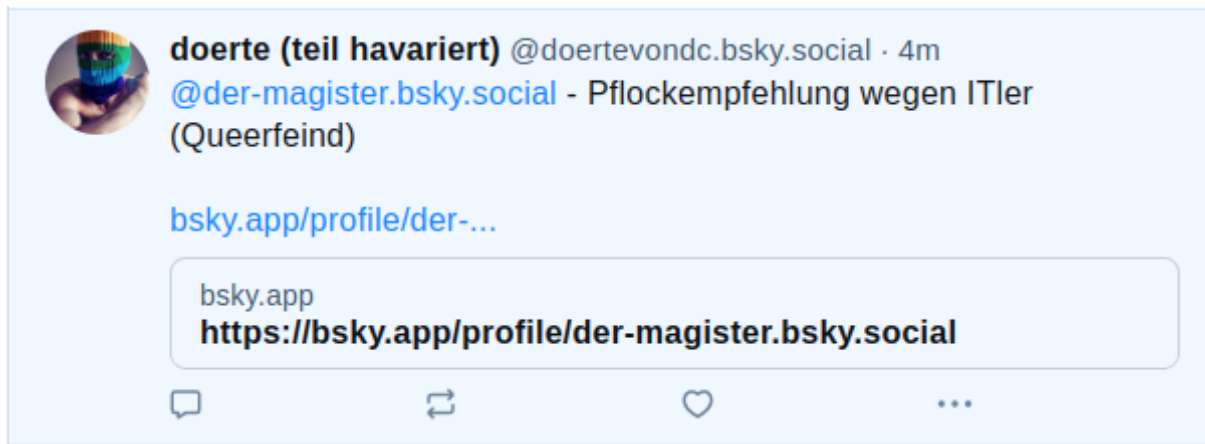 doerte (teil havariert) @doertevondc.bsky.social · 4m
@der-magister.bsky.social - Pflockempfehlung wegen ITler
(Queerfeind)
bsky.app/profile/der-...
bsky.app
https://bsky.app/profile/der-magister.bsky.social